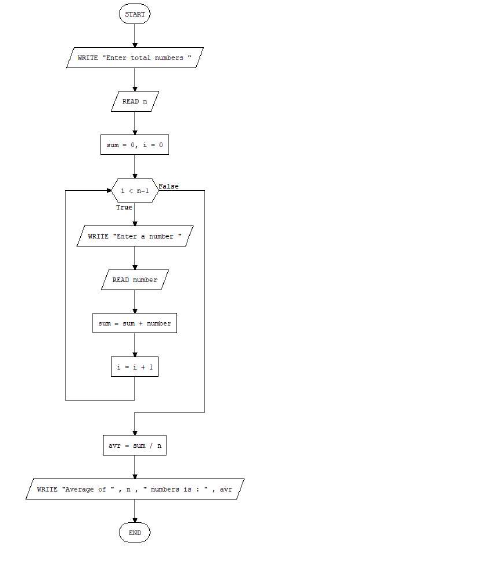 START
WRITE "Enter total numbers "
READ n
sum = 0, i = 0
i < n-1
False
True
WRITE "Enter a number "
READ number
sum = sum + number
i = i + 1
avr = sum / n
WRITE "Average of " , n , " numbers is : " , avr
END